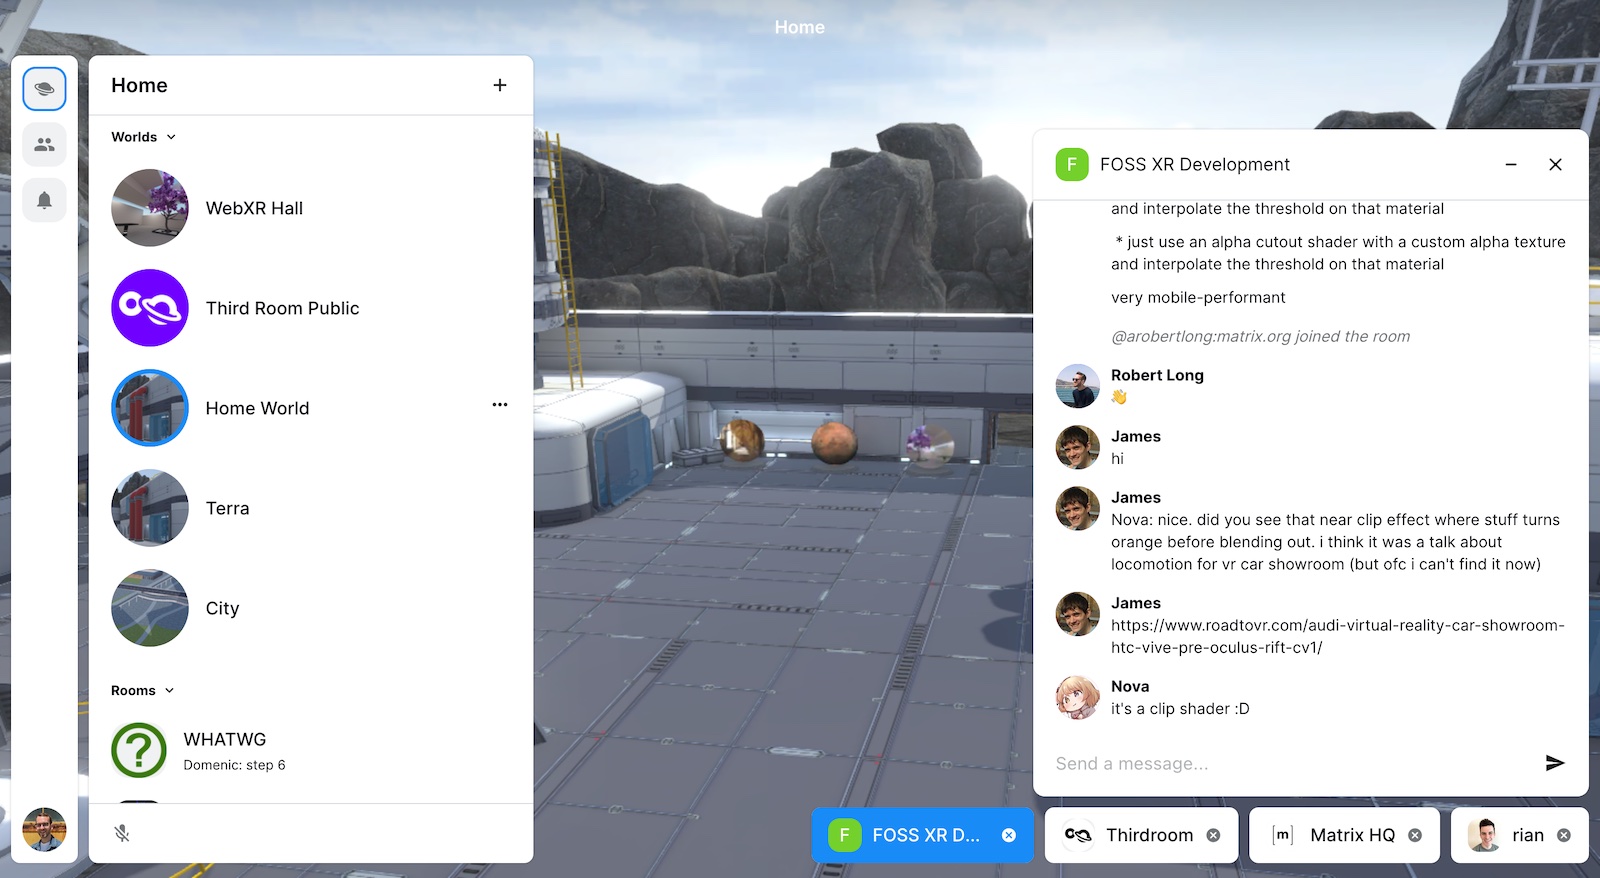 Home
Home
Worlds
WebXR Hall
Third Room Public
Home World
Terra
City
Rooms
WHATWG
Domenic: step 6
F FOSS XR Development
and interpolate the threshold on that material
* just use an alpha cutout shader with a custom alpha texture
and interpolate the threshold on that material
very mobile-performant
@arobertlong:matrix.org joined the room
Robert Long
👋
James
hi
James
Nova: nice. did you see that near clip effect where stuff turns
orange before blending out. i think it was a talk about
locomotion for vr car showroom (but ofc i can't find it now)
James
https://www.roadtovr.com/audi-virtual-reality-car-showroom-
htc-vive-pre-oculus-rift-cv1/
Nova
it's a clip shader :D
Send a message...
F FOSS XR D...
Thirdroom
[m] Matrix HQ
rian